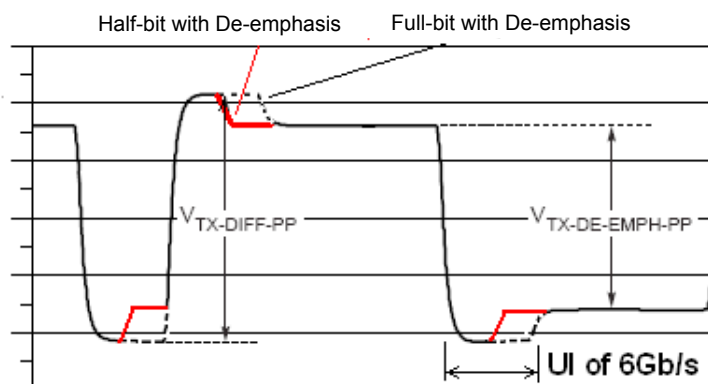 Half-bit with De-emphasis
Full-bit with De-emphasis
VTX-DIFF-PP
VTX-DE-EMPH-PP
UI of 6Gb/s